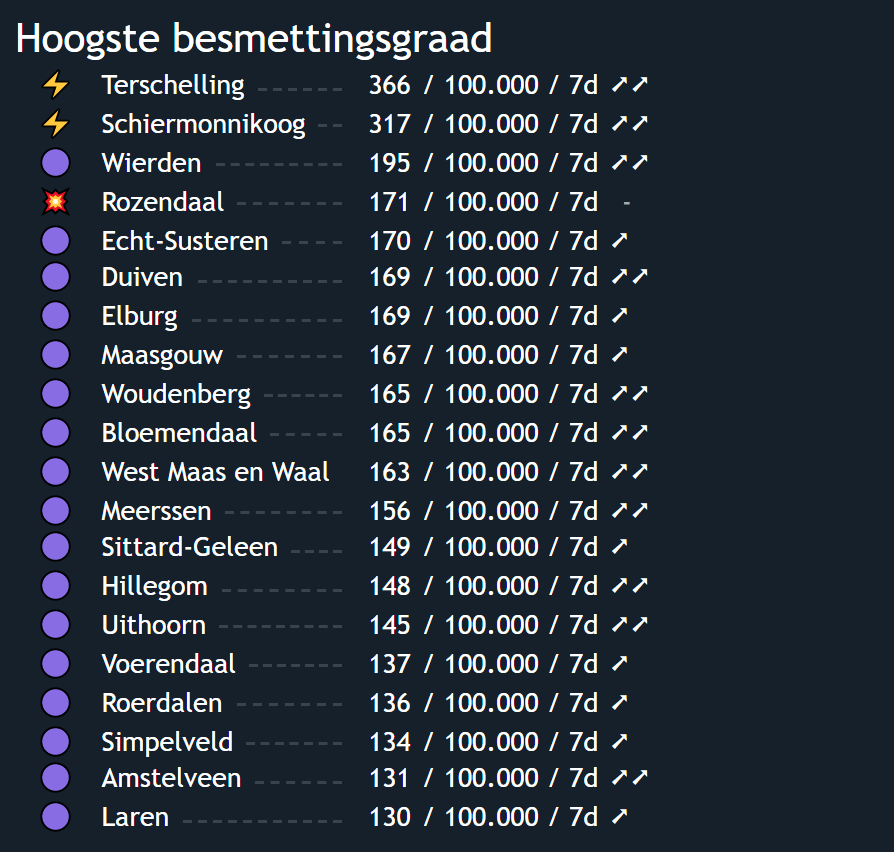 Hoogste besmettingsgraad
⚡ Terschelling ------ 366 / 100.000 / 7d ➚➚
⚡ Schiermonnikoog -- 317 / 100.000 / 7d ➚➚
🟣 Wierden --------- 195 / 100.000 / 7d ➚➚
💥 Rozendaal ------- 171 / 100.000 / 7d -
🟣 Echt-Susteren ---- 170 / 100.000 / 7d ➚
🟣 Duiven ---------- 169 / 100.000 / 7d ➚➚
🟣 Elburg ---------- 169 / 100.000 / 7d ➚
🟣 Maasgouw ------- 167 / 100.000 / 7d ➚
🟣 Woudenberg ----- 165 / 100.000 / 7d ➚➚
🟣 Bloemendaal ----- 165 / 100.000 / 7d ➚➚
🟣 West Maas en Waal 163 / 100.000 / 7d ➚➚
🟣 Meerssen -------- 156 / 100.000 / 7d ➚➚
🟣 Sittard-Geleen ---- 149 / 100.000 / 7d ➚
🟣 Hillegom -------- 148 / 100.000 / 7d ➚➚
🟣 Uithoorn -------- 145 / 100.000 / 7d ➚➚
🟣 Voerendaal ------ 137 / 100.000 / 7d ➚
🟣 Roerdalen ------- 136 / 100.000 / 7d ➚
🟣 Simpelveld ------ 134 / 100.000 / 7d ➚
🟣 Amstelveen ------ 131 / 100.000 / 7d ➚➚
🟣 Laren ----------- 130 / 100.000 / 7d ➚